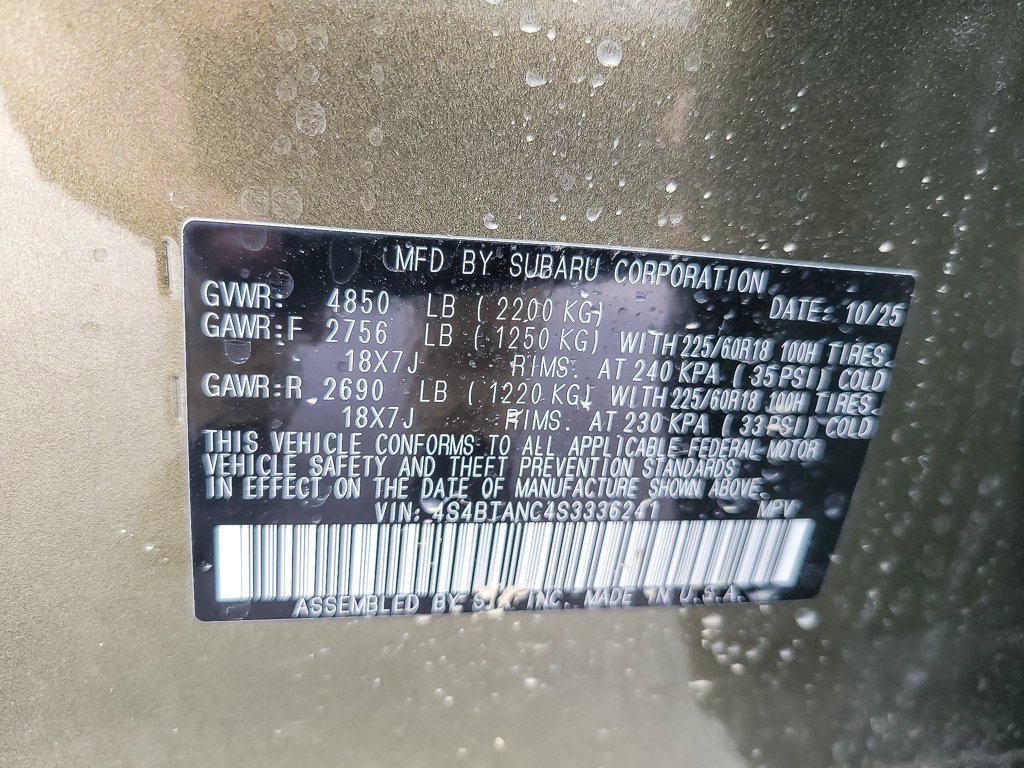 MFD BY SUBARU CORPORATION
GVWR: 4850 LB ( 2200 KG) DATE: 10/25
GAWR:F 2756 LB ( 1250 KG) WITH 225/60R18 100H TIRES.
18X7J RIMS. AT 240 KPA ( 35 PSI) COLD
GAWR:R 2690 LB ( 1220 KG) WITH 225/60R18 100H TIRES.
18X7J RIMS. AT 230 KPA ( 33 PSI) COLD
THIS VEHICLE CONFORMS TO ALL APPLICABLE FEDERAL MOTOR
VEHICLE SAFETY AND THEFT PREVENTION STANDARDS
IN EFFECT ON THE DATE OF MANUFACTURE SHOWN ABOVE.
VIN: 4S4BTANC4S3336241 MPV
ASSEMBLED BY SIA INC. MADE IN U.S.A.